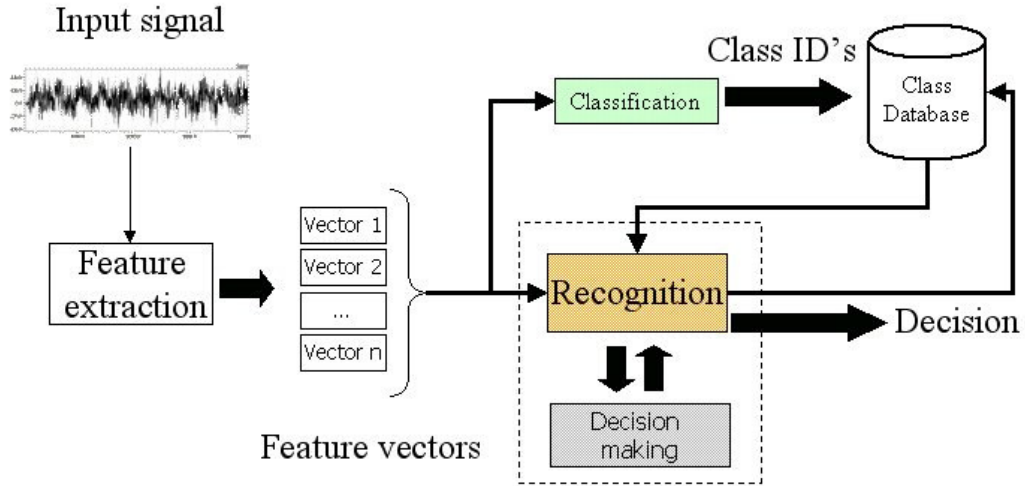 Input signal
Class ID's
Class
Database
Classification
Vector 1
Feature
extraction
Vector 2
...
Vector n
Recognition
Decision
Decision
making
Feature vectors